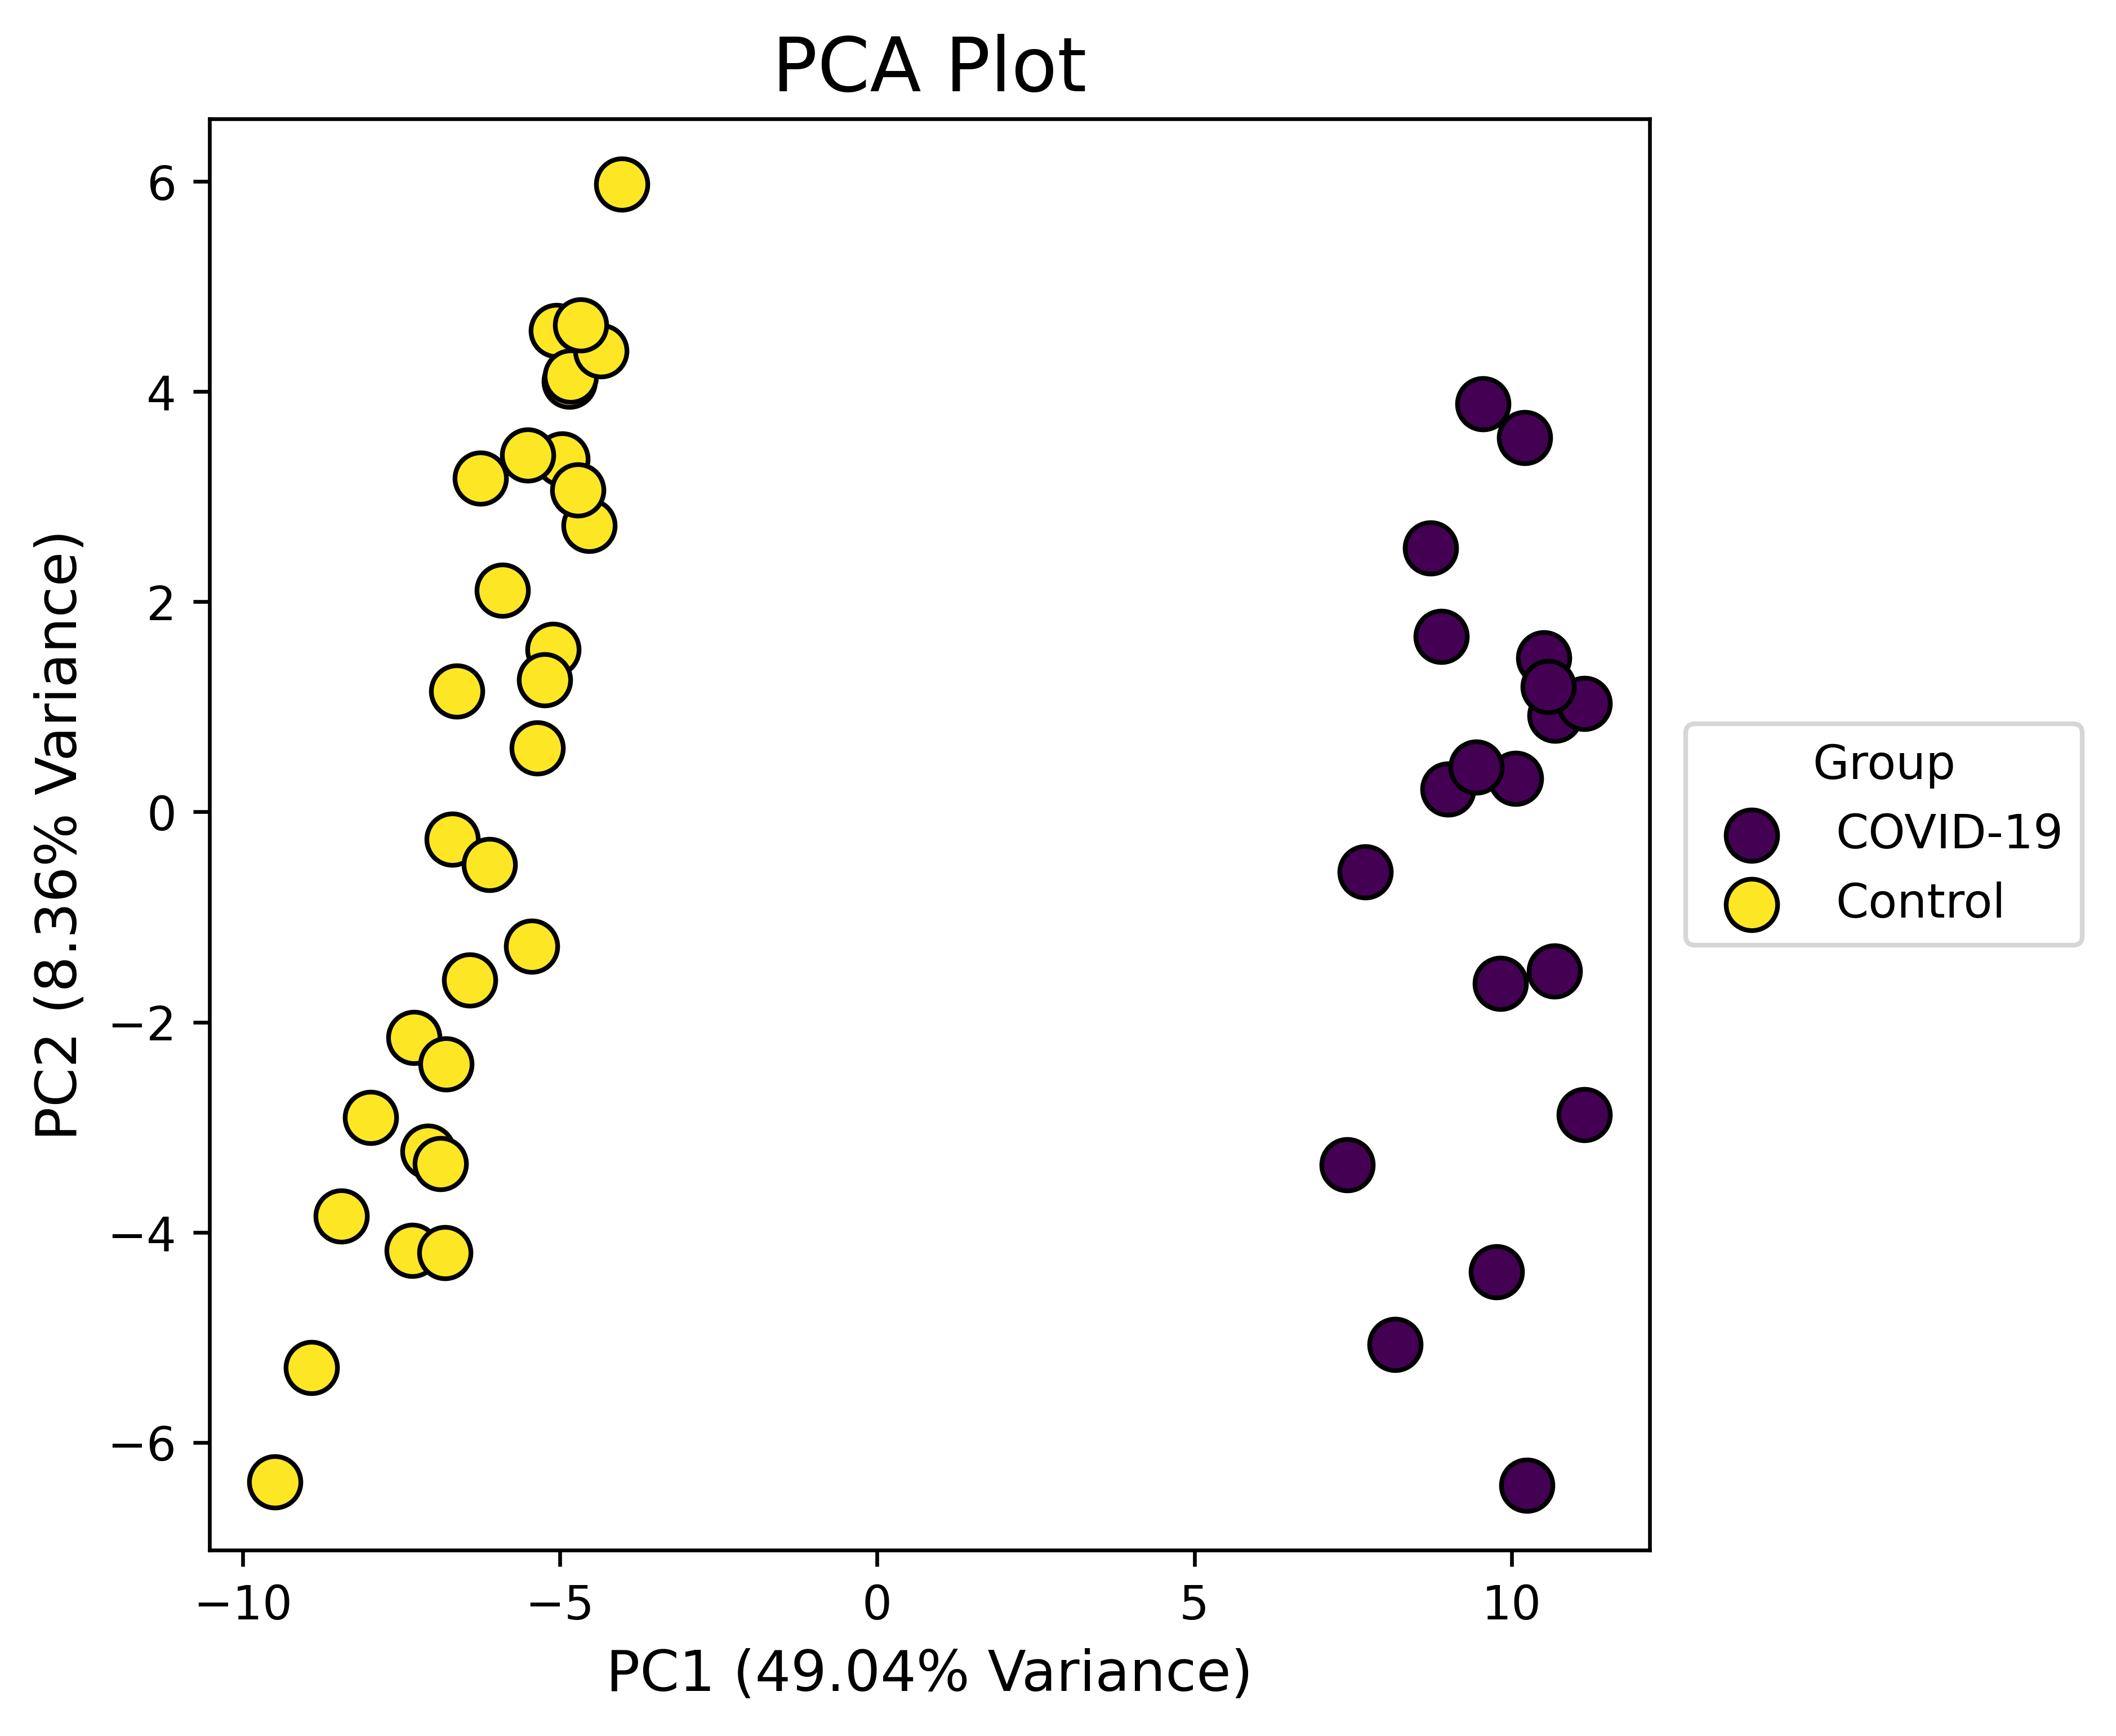 PCA Plot
6
4
2
0
−2
−4
−6
PC2 (8.36% Variance)
−10
−5
0
5
10
PC1 (49.04% Variance)
Group
COVID-19
Control